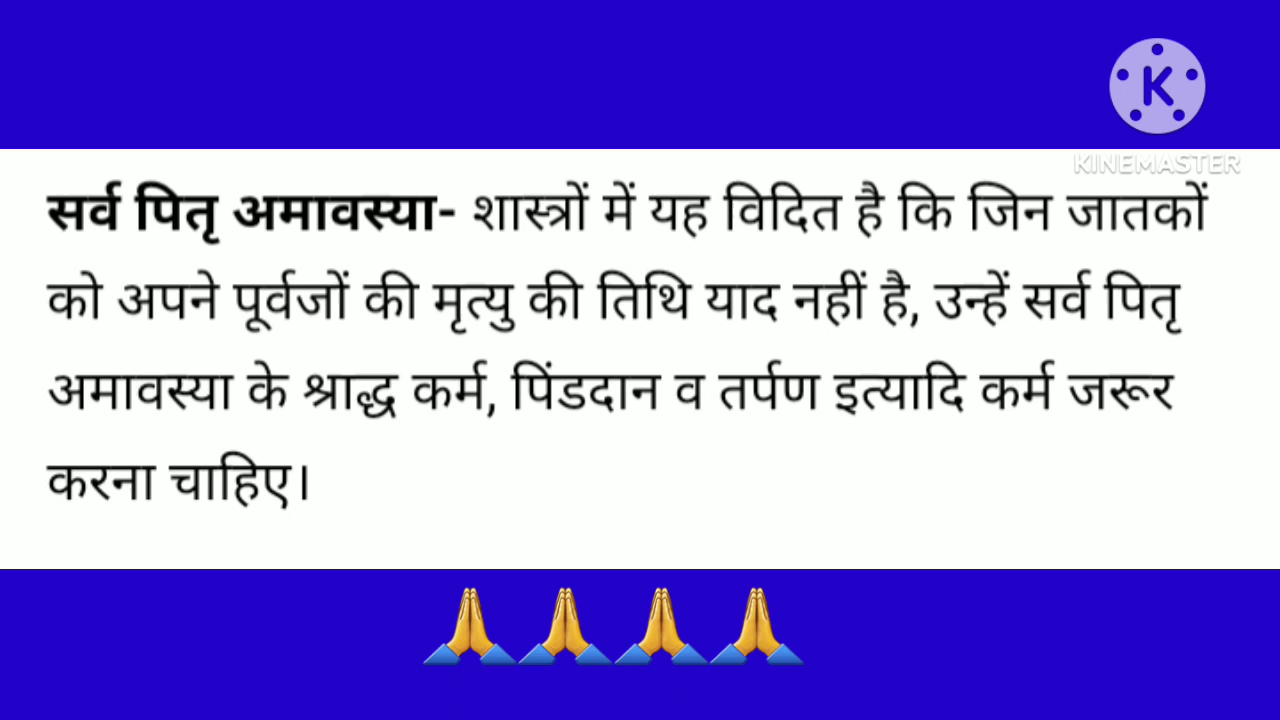 K
KINEMASTER
सर्व पितृ अमावस्या- शास्त्रों में यह विदित है कि जिन जातकों
को अपने पूर्वजों की मृत्यु की तिथि याद नहीं है, उन्हें सर्व पितृ
अमावस्या के श्राद्ध कर्म, पिंडदान व तर्पण इत्यादि कर्म जरूर
करना चाहिए।
🙏🙏🙏🙏